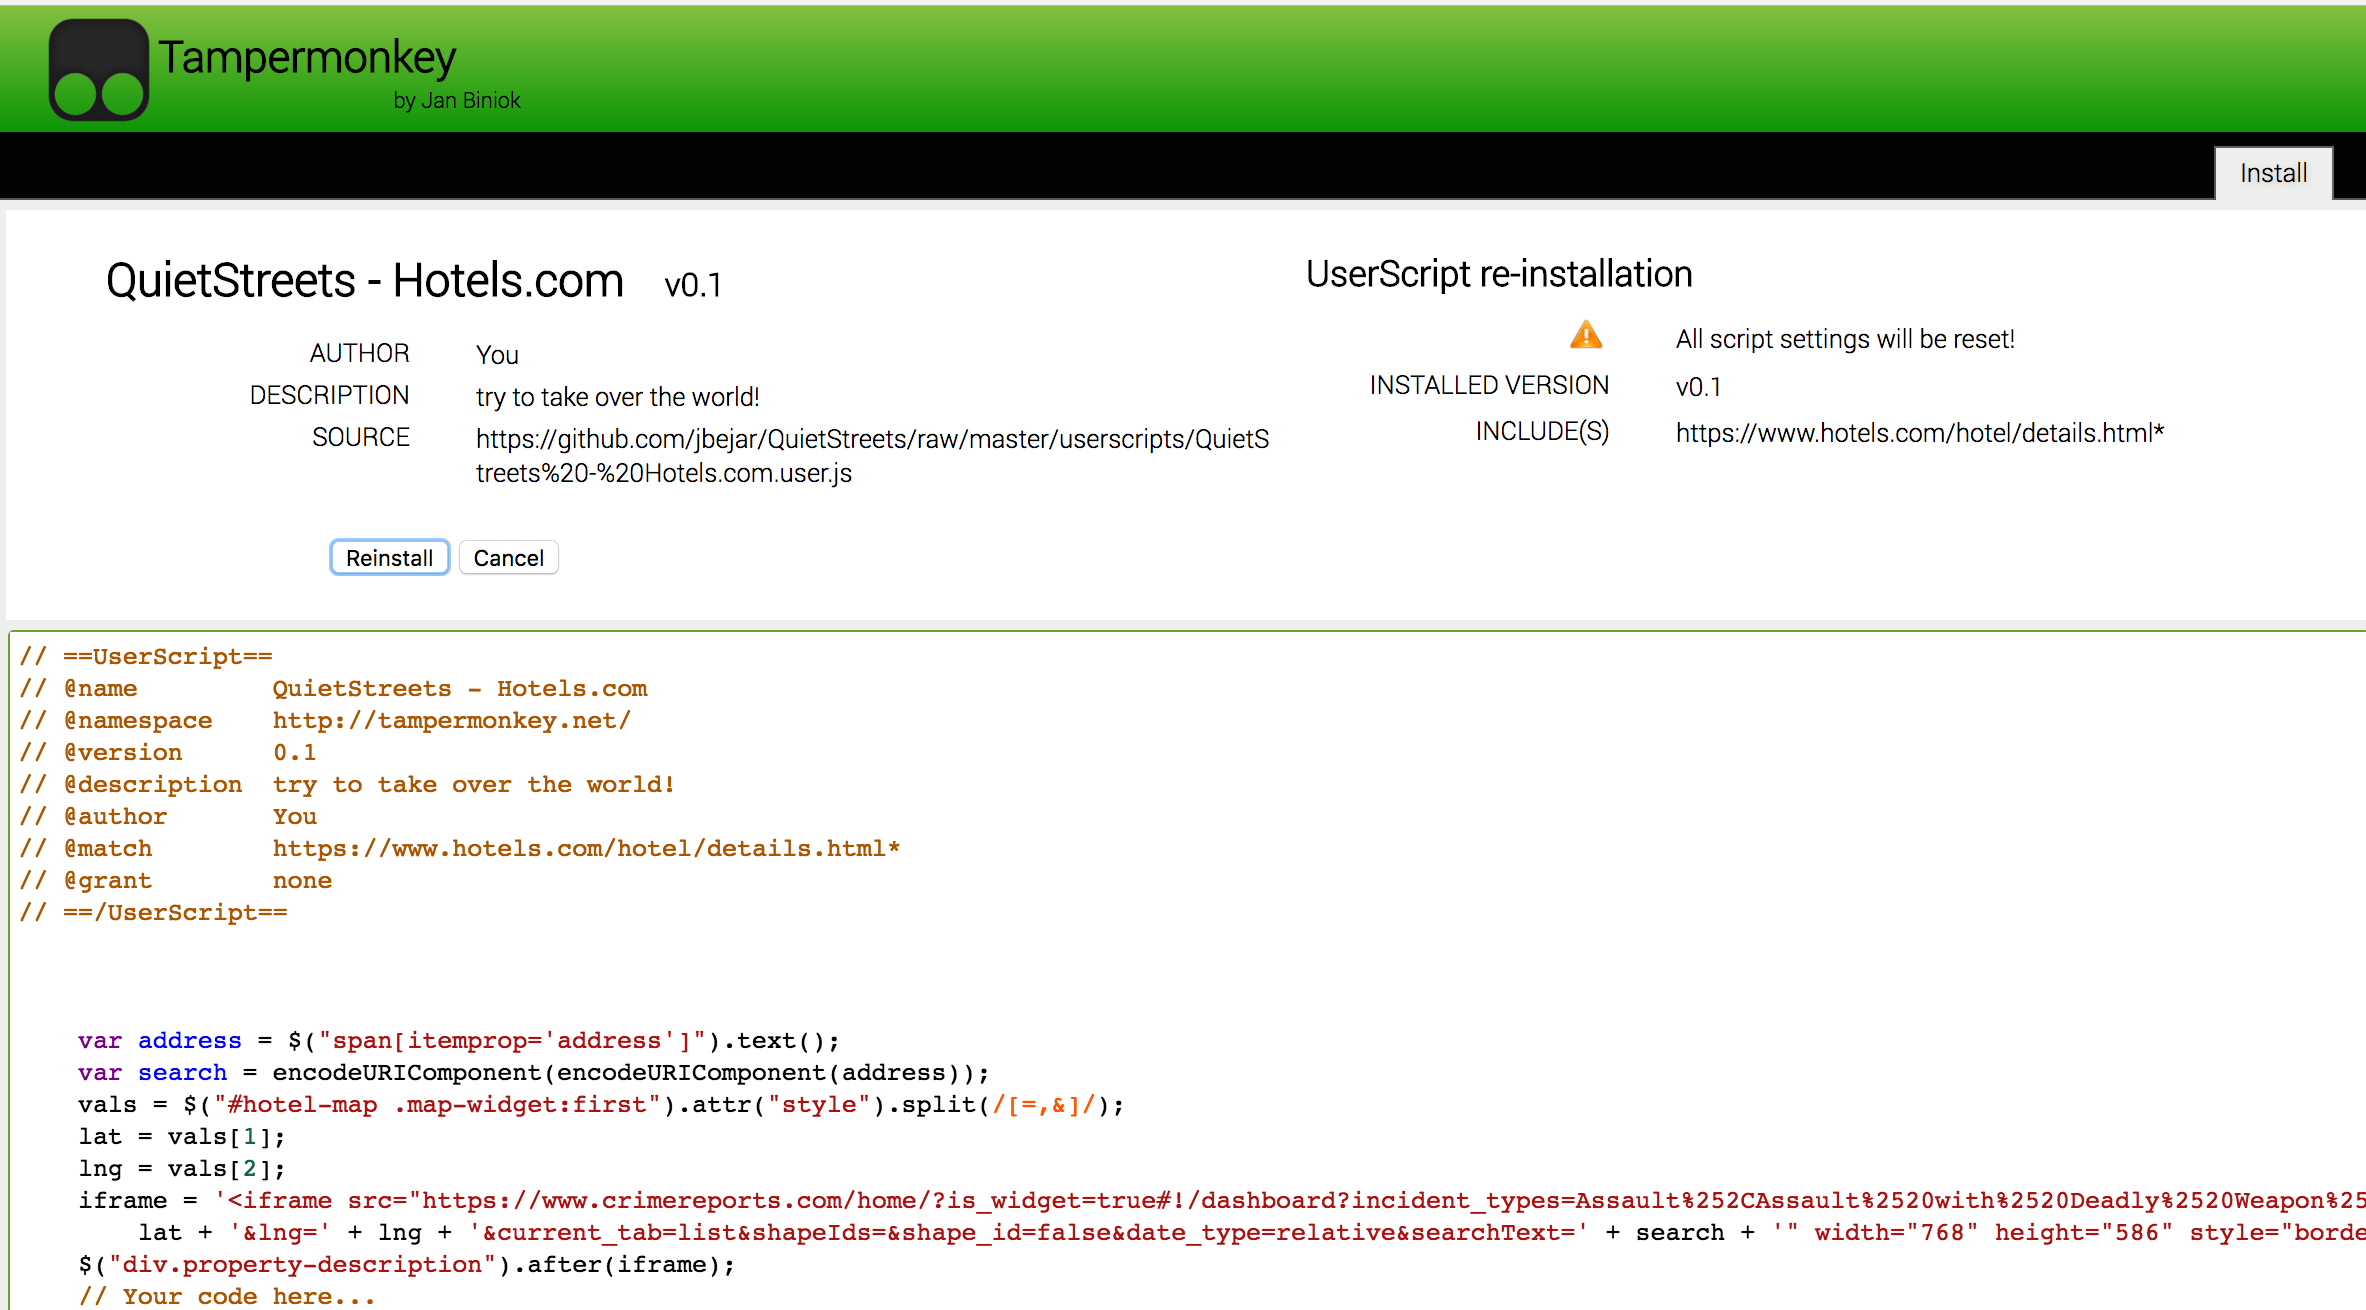 Tampermonkey
by Jan Biniok
Install
QuietStreets - Hotels.com v0.1
AUTHOR You
DESCRIPTION try to take over the world!
SOURCE https://github.com/jbejar/QuietStreets/raw/master/userscripts/QuietS
treets%20-%20Hotels.com.user.js
Reinstall Cancel
UserScript re-installation
All script settings will be reset!
INSTALLED VERSION v0.1
INCLUDE(S) https://www.hotels.com/hotel/details.html*
// ==UserScript==
// @name         QuietStreets - Hotels.com
// @namespace    http://tampermonkey.net/
// @version      0.1
// @description  try to take over the world!
// @author       You
// @match        https://www.hotels.com/hotel/details.html*
// @grant        none
// ==/UserScript==
var address = $("span[itemprop='address']").text();
var search = encodeURIComponent(encodeURIComponent(address));
vals = $("#hotel-map .map-widget:first").attr("style").split(/[=,&]/);
lat = vals[1];
lng = vals[2];
iframe = '<iframe src="https://www.crimereports.com/home/?is_widget=true#!/dashboard?incident_types=Assault%252CAssault%2520with%2520Deadly%2520Weapon%25
lat + '&lng=' + lng + '&current_tab=list&shapeIds=&shape_id=false&date_type=relative&searchText=' + search + '" width="768" height="586" style="borde
$("div.property-description").after(iframe);
// Your code here...